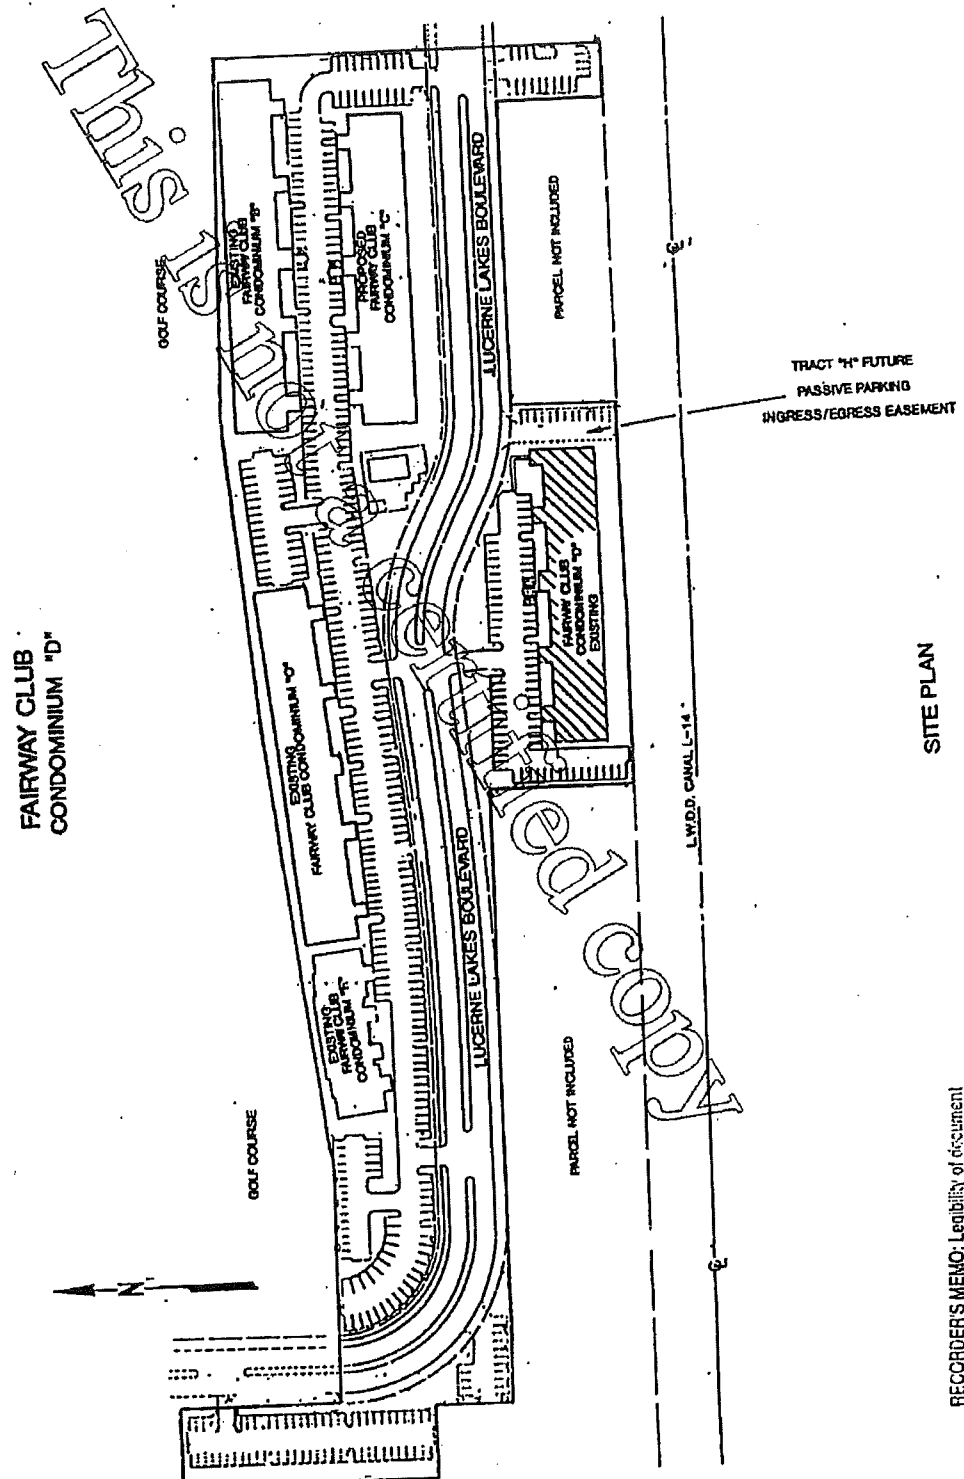 FAIRWAY CLUB
CONDOMINIUM "D"
This is not a certified copy
GOLF COURSE
EXISTING
FAIRWAY CLUB
CONDOMINIUM "B"
PROPOSED
FAIRWAY CLUB
CONDOMINIUM "C"
LUCERNE LAKES BOULEVARD
PARCEL NOT INCLUDED
TRACT "H" FUTURE
PASSIVE PARKING
INGRESS/EGRESS EASEMENT
EXISTING
FAIRWAY CLUB CONDOMINIUM
FAIRWAY CLUB
CONDOMINIUM "D"
EXISTING
EXISTING
FAIRWAY CLUB
CONDOMINIUM
LUCERNE LAKES BOULEVARD
GOLF COURSE
PARCEL NOT INCLUDED
L.W.D.D. CANAL L-14
N
SITE PLAN
RECORDER'S MEMO: Legibility of document